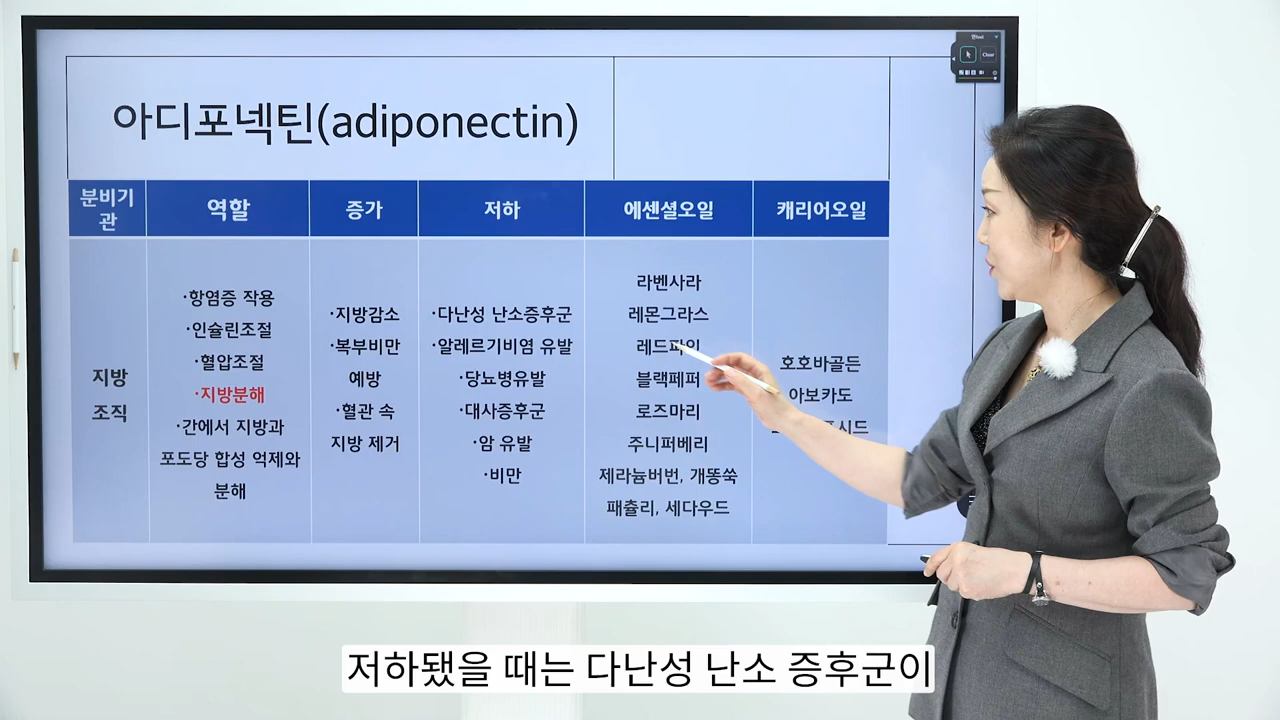 아디포넥틴(adiponectin)
분비기
관
역할
증가
저하
에센셜오일
캐리어오일
지방
조직
·항염증 작용
·인슐린조절
·혈압조절
·지방분해
·간에서 지방과
포도당 합성 억제와
분해
·지방감소
·복부비만
예방
·혈관 속
지방 제거
·다난성 난소증후군
·알레르기비염 유발
·당뇨병유발
·대사증후군
·암 유발
·비만
라벤사라
레몬그라스
레드파인
블랙페퍼
로즈마리
주니퍼베리
제라늄버번, 개똥쑥
패츌리, 세다우드
호호바골든
아보카도
Clear
저하됐을 때는 다난성 난소 증후군이